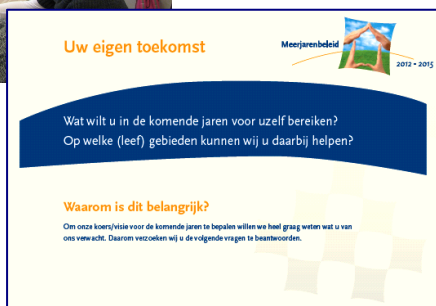 Uw eigen toekomst
Meerjarenbeleid
2012 - 2015
Wat wilt u in de komende jaren voor uzelf bereiken?
Op welke (leef) gebieden kunnen wij u daarbij helpen?
Waarom is dit belangrijk?
Om onze koers/visie voor de komende jaren te bepalen willen we heel graag weten wat u van
ons verwacht. Daarom verzoeken wij u de volgende vragen te beantwoorden.